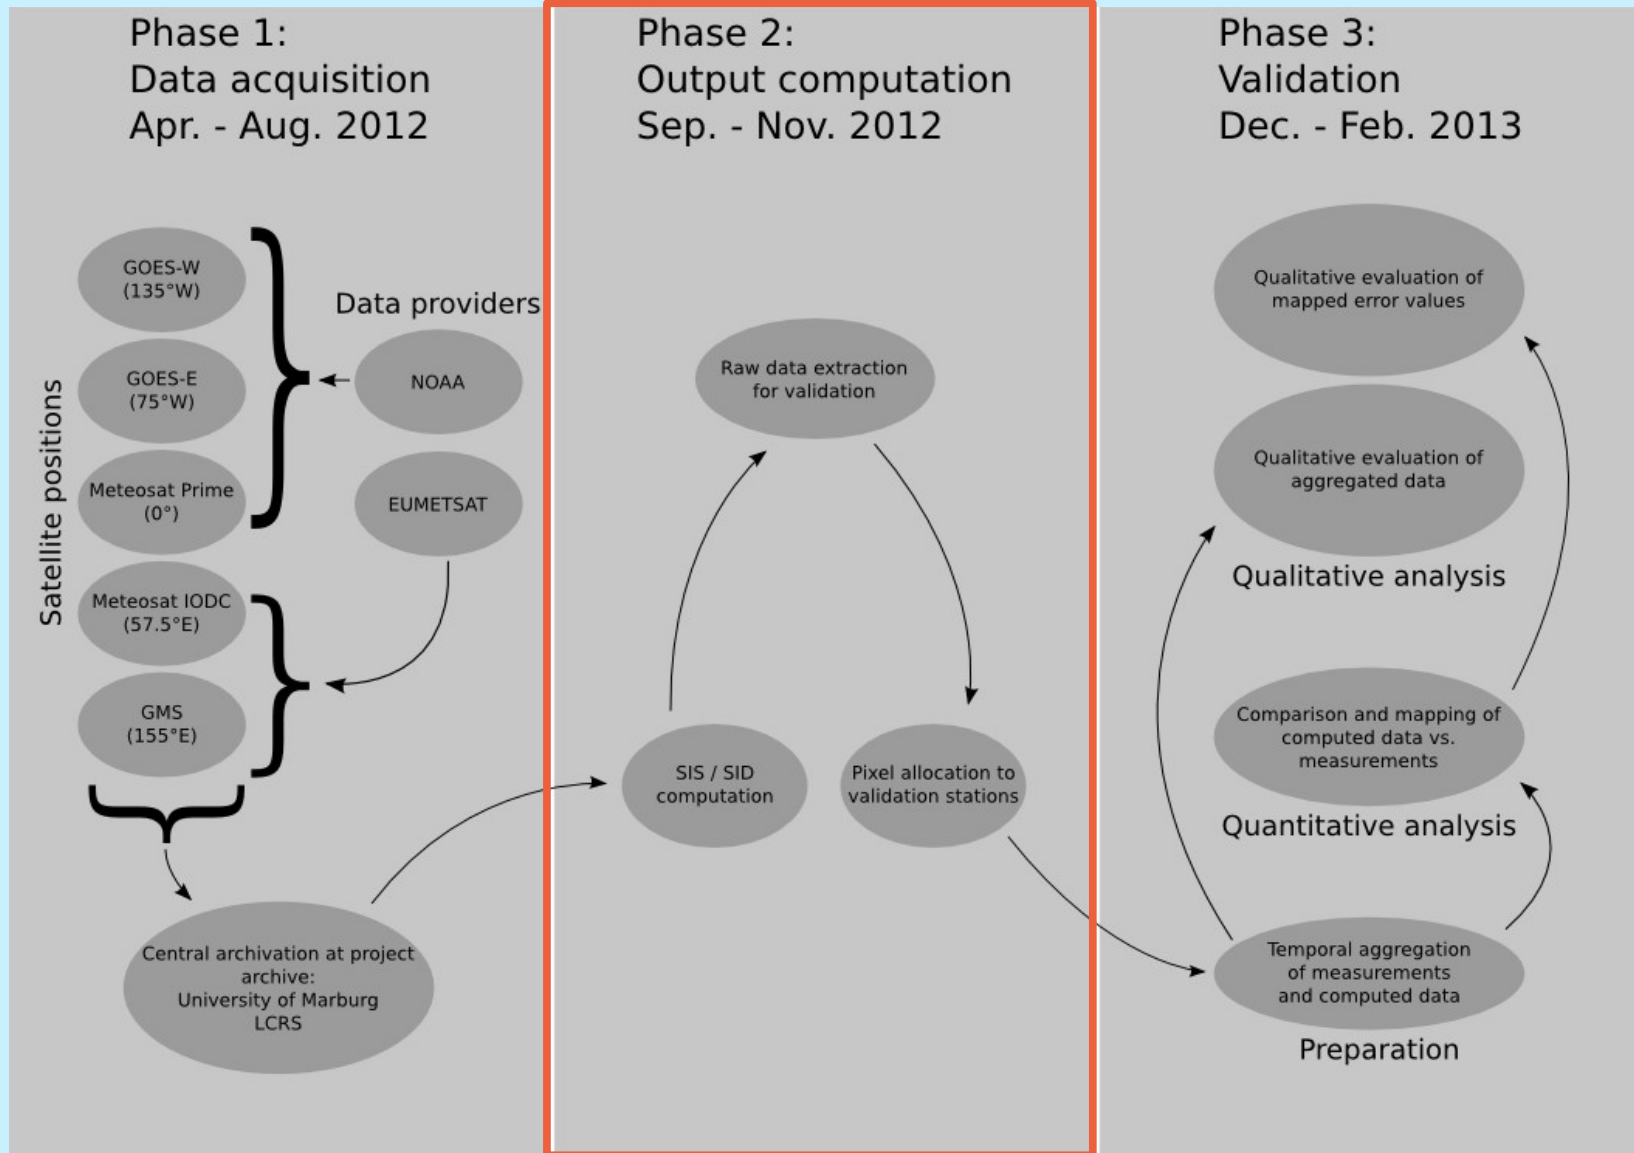 Phase 1:
Data acquisition
Apr. - Aug. 2012
Satellite positions
GOES-W
(135°W)
GOES-E
(75°W)
Meteosat Prime
(0°)
Meteosat IODC
(57.5°E)
GMS
(155°E)
Data providers
NOAA
EUMETSAT
Central archivation at project
archive:
University of Marburg
LCRS
Phase 2:
Output computation
Sep. - Nov. 2012
Raw data extraction
for validation
SIS / SID
computation
Pixel allocation to
validation stations
Phase 3:
Validation
Dec. - Feb. 2013
Qualitative evaluation of
mapped error values
Qualitative evaluation of
aggregated data
Qualitative analysis
Comparison and mapping of
computed data vs.
measurements
Quantitative analysis
Temporal aggregation
of measurements
and computed data
Preparation